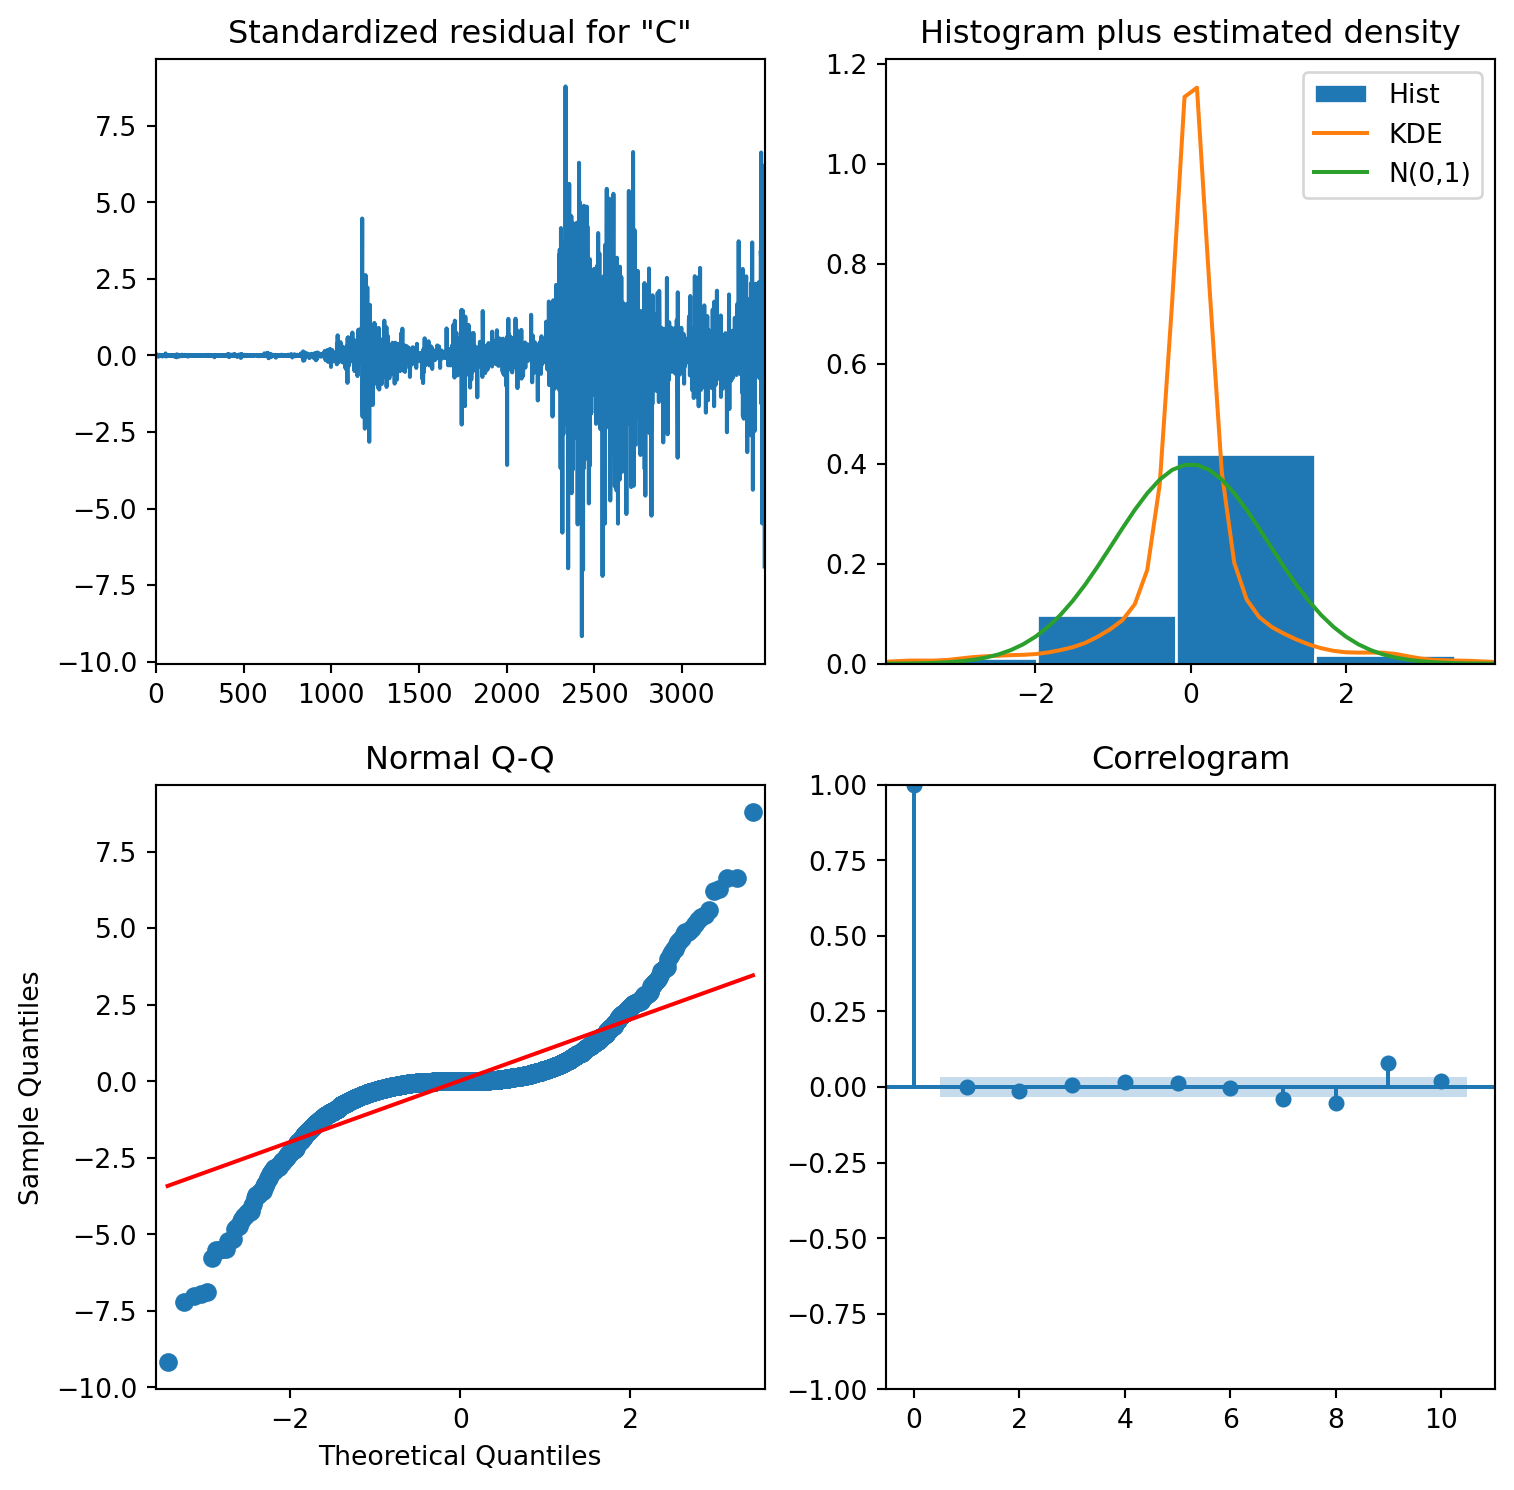 Standardized residual for "C"
7.5
5.0
2.5
0.0
−2.5
−5.0
−7.5
−10.0
0 500 1000 1500 2000 2500 3000
Histogram plus estimated density
1.2
1.0
0.8
0.6
0.4
0.2
0.0
−2 0 2
Hist
KDE
N(0,1)
Normal Q-Q
Sample Quantiles
7.5
5.0
2.5
0.0
−2.5
−5.0
−7.5
−10.0
−2 0 2
Theoretical Quantiles
Correlogram
1.00
0.75
0.50
0.25
0.00
−0.25
−0.50
−0.75
−1.00
0 2 4 6 8 10